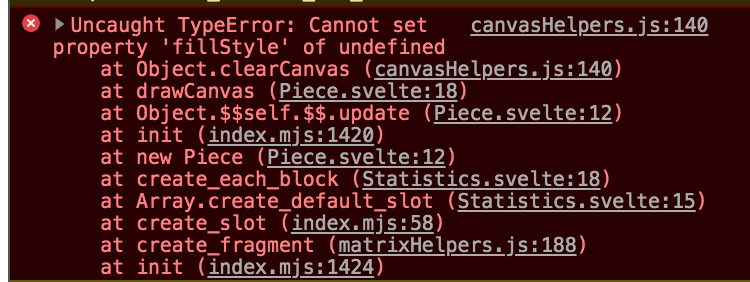 Uncaught TypeError: Cannot set canvasHelpers.js:140
property 'fillStyle' of undefined
at Object.clearCanvas (canvasHelpers.js:140)
at drawCanvas (Piece.svelte:18)
at Object.$$self.$$.update (Piece.svelte:12)
at init (index.mjs:1420)
at new Piece (Piece.svelte:12)
at create_each_block (Statistics.svelte:18)
at Array.create_default_slot (Statistics.svelte:15)
at create_slot (index.mjs:58)
at create_fragment (matrixHelpers.js:188)
at init (index.mjs:1424)